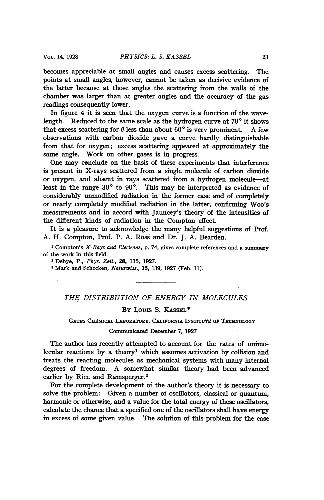 VOL. 14, 1928 PHYSICS: L. S. KASSEL 23
becomes appreciable at small angles and causes excess scattering. The
points at small angles, however, cannot be taken as decisive evidence of
the latter because at those angles the scattering from the walls of the
chamber was larger than at greater angles and the accuracy of the gas
readings consequently lower.
In figure 4 it is seen that the oxygen curve is a function of the wave-
length. Reduced to the same scale as the hydrogen curve at 70° it shows
that excess scattering for θ less than about 60° is very prominent. A few
observations with carbon dioxide gave a curve hardly distinguishable
from that for oxygen; excess scattering appeared at approximately the
same angle. Work on other gases is in progress.
One may conclude on the basis of these experiments that interference
is present in X-rays scattered from a single molecule of carbon dioxide
or oxygen and absent in rays scattered from a hydrogen molecule—at
least in the range 30° to 90°. This may be interpreted as evidence of
considerably unmodified radiation in the former case and of completely
or nearly completely modified radiation in the latter, confirming Woo's
measurements and in accord with Jauncey's theory of the intensities of
the different kinds of radiation in the Compton effect.
It is a pleasure to acknowledge the many helpful suggestions of Prof.
A. H. Compton, Prof. P. A. Ross and Dr. J. A. Bearden.
¹ Compton's X-Rays and Electrons, p. 74, gives complete references and a summary
of the work in this field.
² Debye, P., Phys. Zeit., 28, 135, 1927.
³ Mark and Schocken, Naturwiss., 15, 139, 1927 (Feb. 11).
THE DISTRIBUTION OF ENERGY IN MOLECULES
BY LOUIS S. KASSEL*
GATES CHEMICAL LABORATORY, CALIFORNIA INSTITUTE OF TECHNOLOGY
Communicated December 7, 1927
The author has recently attempted to account for the rates of unimo-
lecular reactions by a theory¹ which assumes activation by collision and
treats the reacting molecules as mechanical systems with many internal
degrees of freedom. A somewhat similar theory had been advanced
earlier by Rice and Ramsperger.²
For the complete development of the author's theory it is necessary to
solve the problem: Given a number of oscillators, classical or quantum,
harmonic or otherwise, and a value for the total energy of these oscillators,
calculate the chance that a specified one of the oscillators shall have energy
in excess of some given value. The solution of this problem for the case